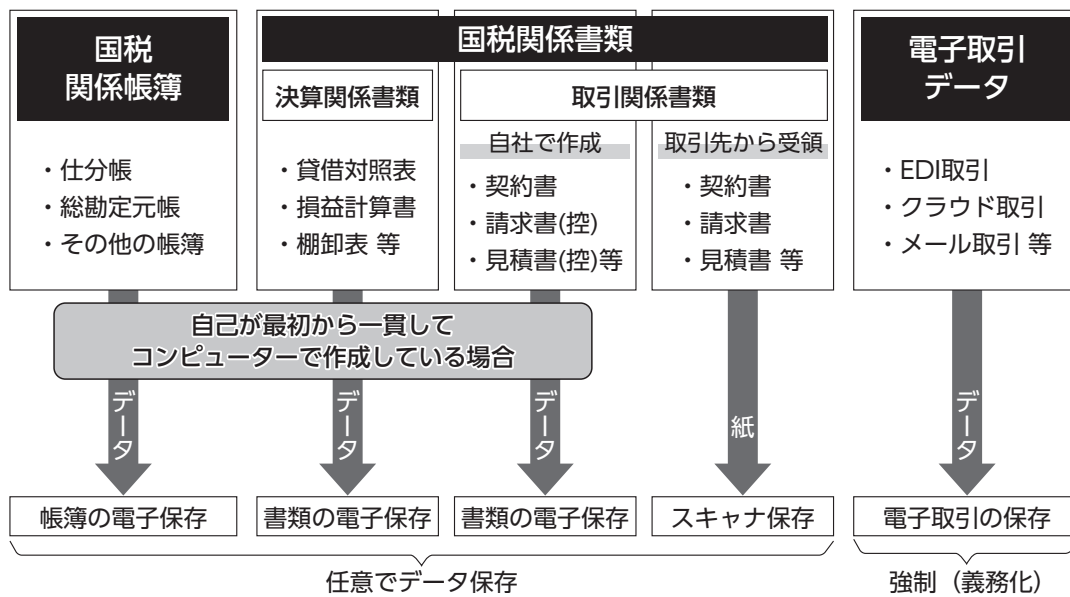 国税
関係帳簿
・仕分帳
・総勘定元帳
・その他の帳簿
国税関係書類
決算関係書類
・貸借対照表
・損益計算書
・棚卸表 等
取引関係書類
自社で作成
・契約書
・請求書(控)
・見積書(控)等
取引先から受領
・契約書
・請求書
・見積書 等
電子取引
データ
・EDI取引
・クラウド取引
・メール取引 等
自己が最初から一貫して
コンピューターで作成している場合
データ
データ
データ
紙
データ
帳簿の電子保存
書類の電子保存
書類の電子保存
スキャナ保存
電子取引の保存
任意でデータ保存
強制（義務化）